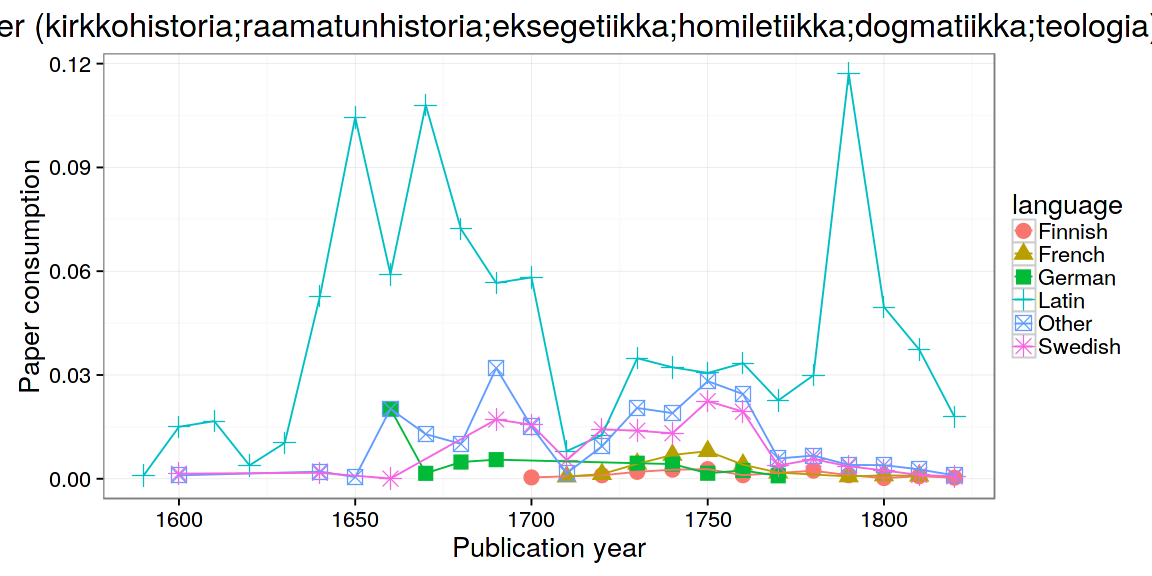 er (kirkkohistoria;raamatunhistoria;eksegetiikka;homiletiikka;dogmatiikka;teologia)
0.12
0.09
0.06
0.03
0.00
Paper consumption
1600 1650 1700 1750 1800
Publication year
language
Finnish
French
German
Latin
Other
Swedish